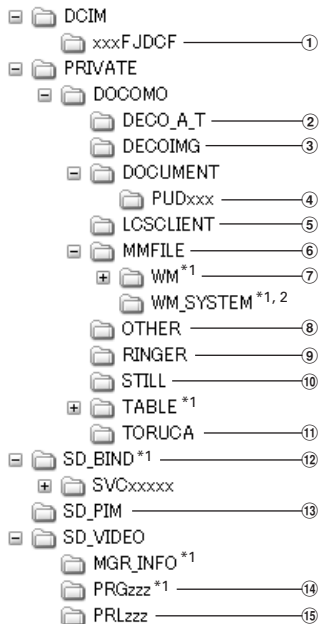 DCIM
xxxFJDCF ①
PRIVATE
DOCOMO
DECO_A_T ②
DECOIMG ③
DOCUMENT
PUDxxx ④
LCSCLIENT ⑤
MMFILE ⑥
WM*1 ⑦
WM_SYSTEM*1, 2
OTHER ⑧
RINGER ⑨
STILL ⑩
TABLE*1
TORUCA ⑪
SD_BIND*1 ⑫
SVCxxxxx
SD_PIM ⑬
SD_VIDEO
MGR_INFO*1
PRGzzz*1 ⑭
PRLzzz ⑮